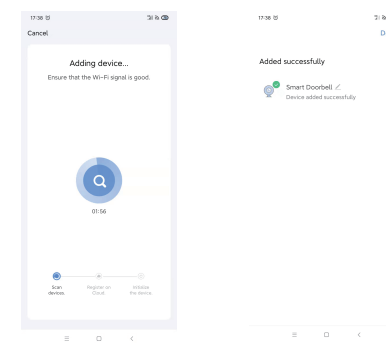 17:38
Cancel
Adding device...
Ensure that the Wi-Fi signal is good.
01:56
Scan
devices.
Register on
Cloud.
Initialize
the device.
17:38
D
Added successfully
Smart Doorbell
Device added successfully